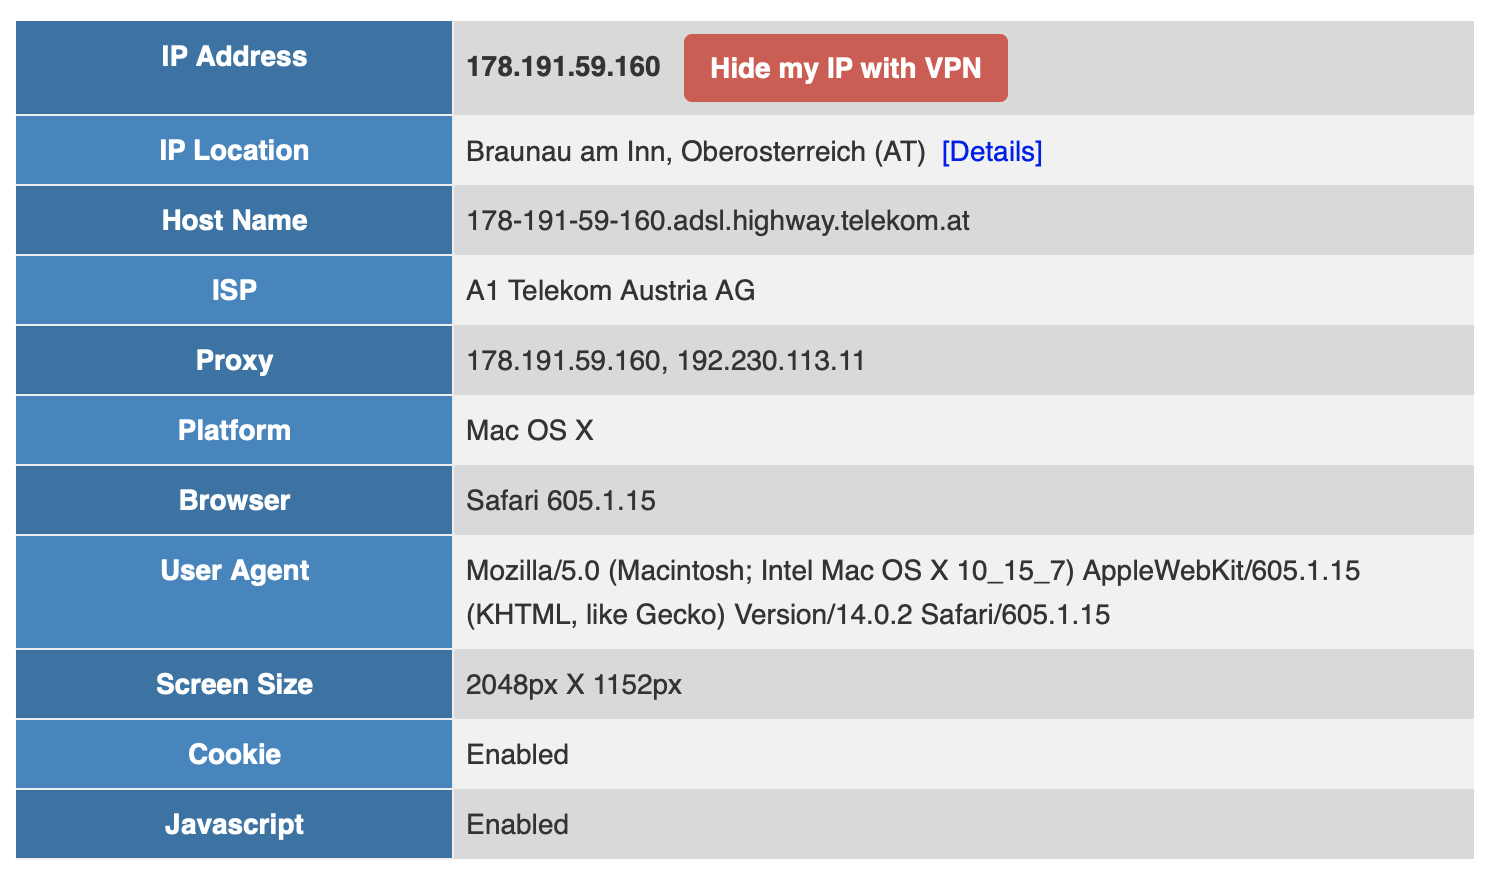 IP Address
178.191.59.160 Hide my IP with VPN
IP Location
Braunau am Inn, Oberosterreich (AT) [Details]
Host Name
178-191-59-160.adsl.highway.telekom.at
ISP
A1 Telekom Austria AG
Proxy
178.191.59.160, 192.230.113.11
Platform
Mac OS X
Browser
Safari 605.1.15
User Agent
Mozilla/5.0 (Macintosh; Intel Mac OS X 10_15_7) AppleWebKit/605.1.15
(KHTML, like Gecko) Version/14.0.2 Safari/605.1.15
Screen Size
2048px X 1152px
Cookie
Enabled
Javascript
Enabled